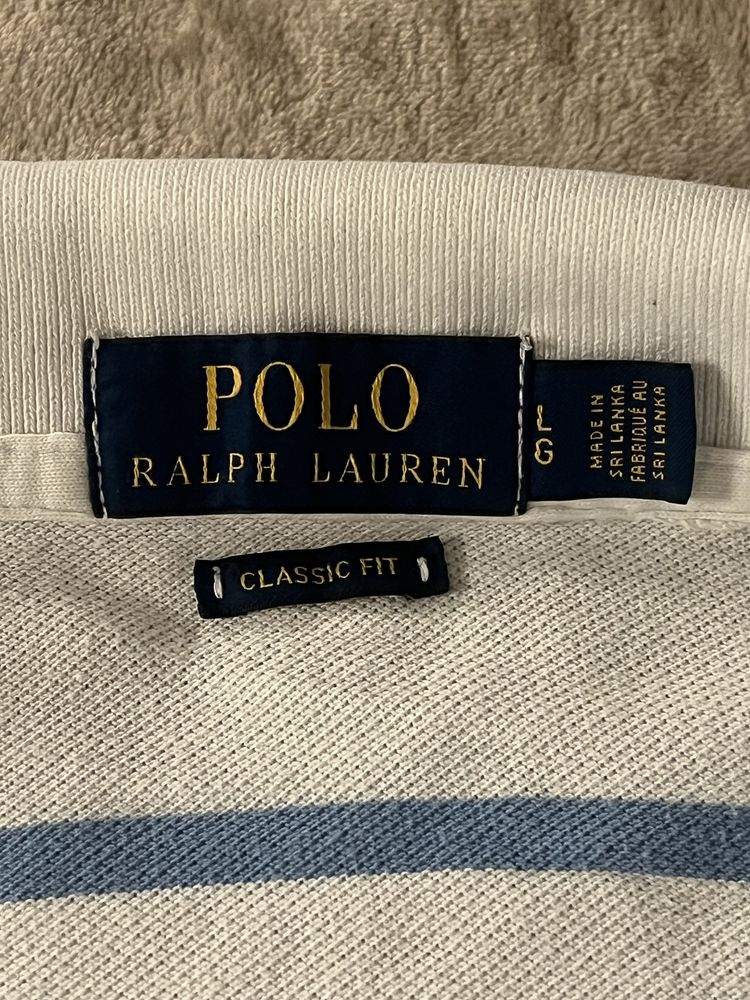 POLO
RALPH LAUREN
L
G
MADE IN
SRI LANKA
FABRIQUÉ AU
SRI LANKA
CLASSIC FIT